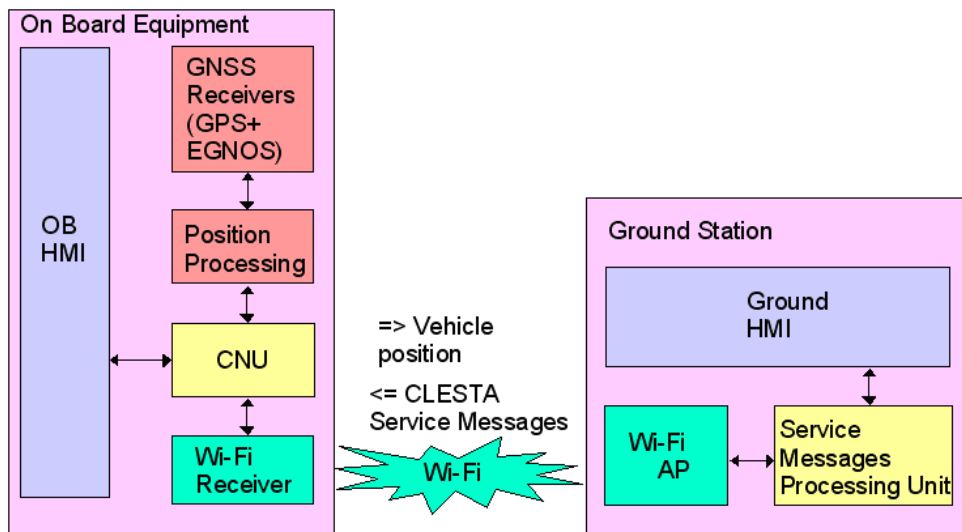 On Board Equipment
OB
HMI
GNSS
Receivers
(GPS+
EGNOS)
Position
Processing
CNU
Wi-Fi
Receiver
=> Vehicle
position
<= CLESTA
Service Messages
Wi-Fi
Ground Station
Ground
HMI
Wi-Fi
AP
Service
Messages
Processing Unit